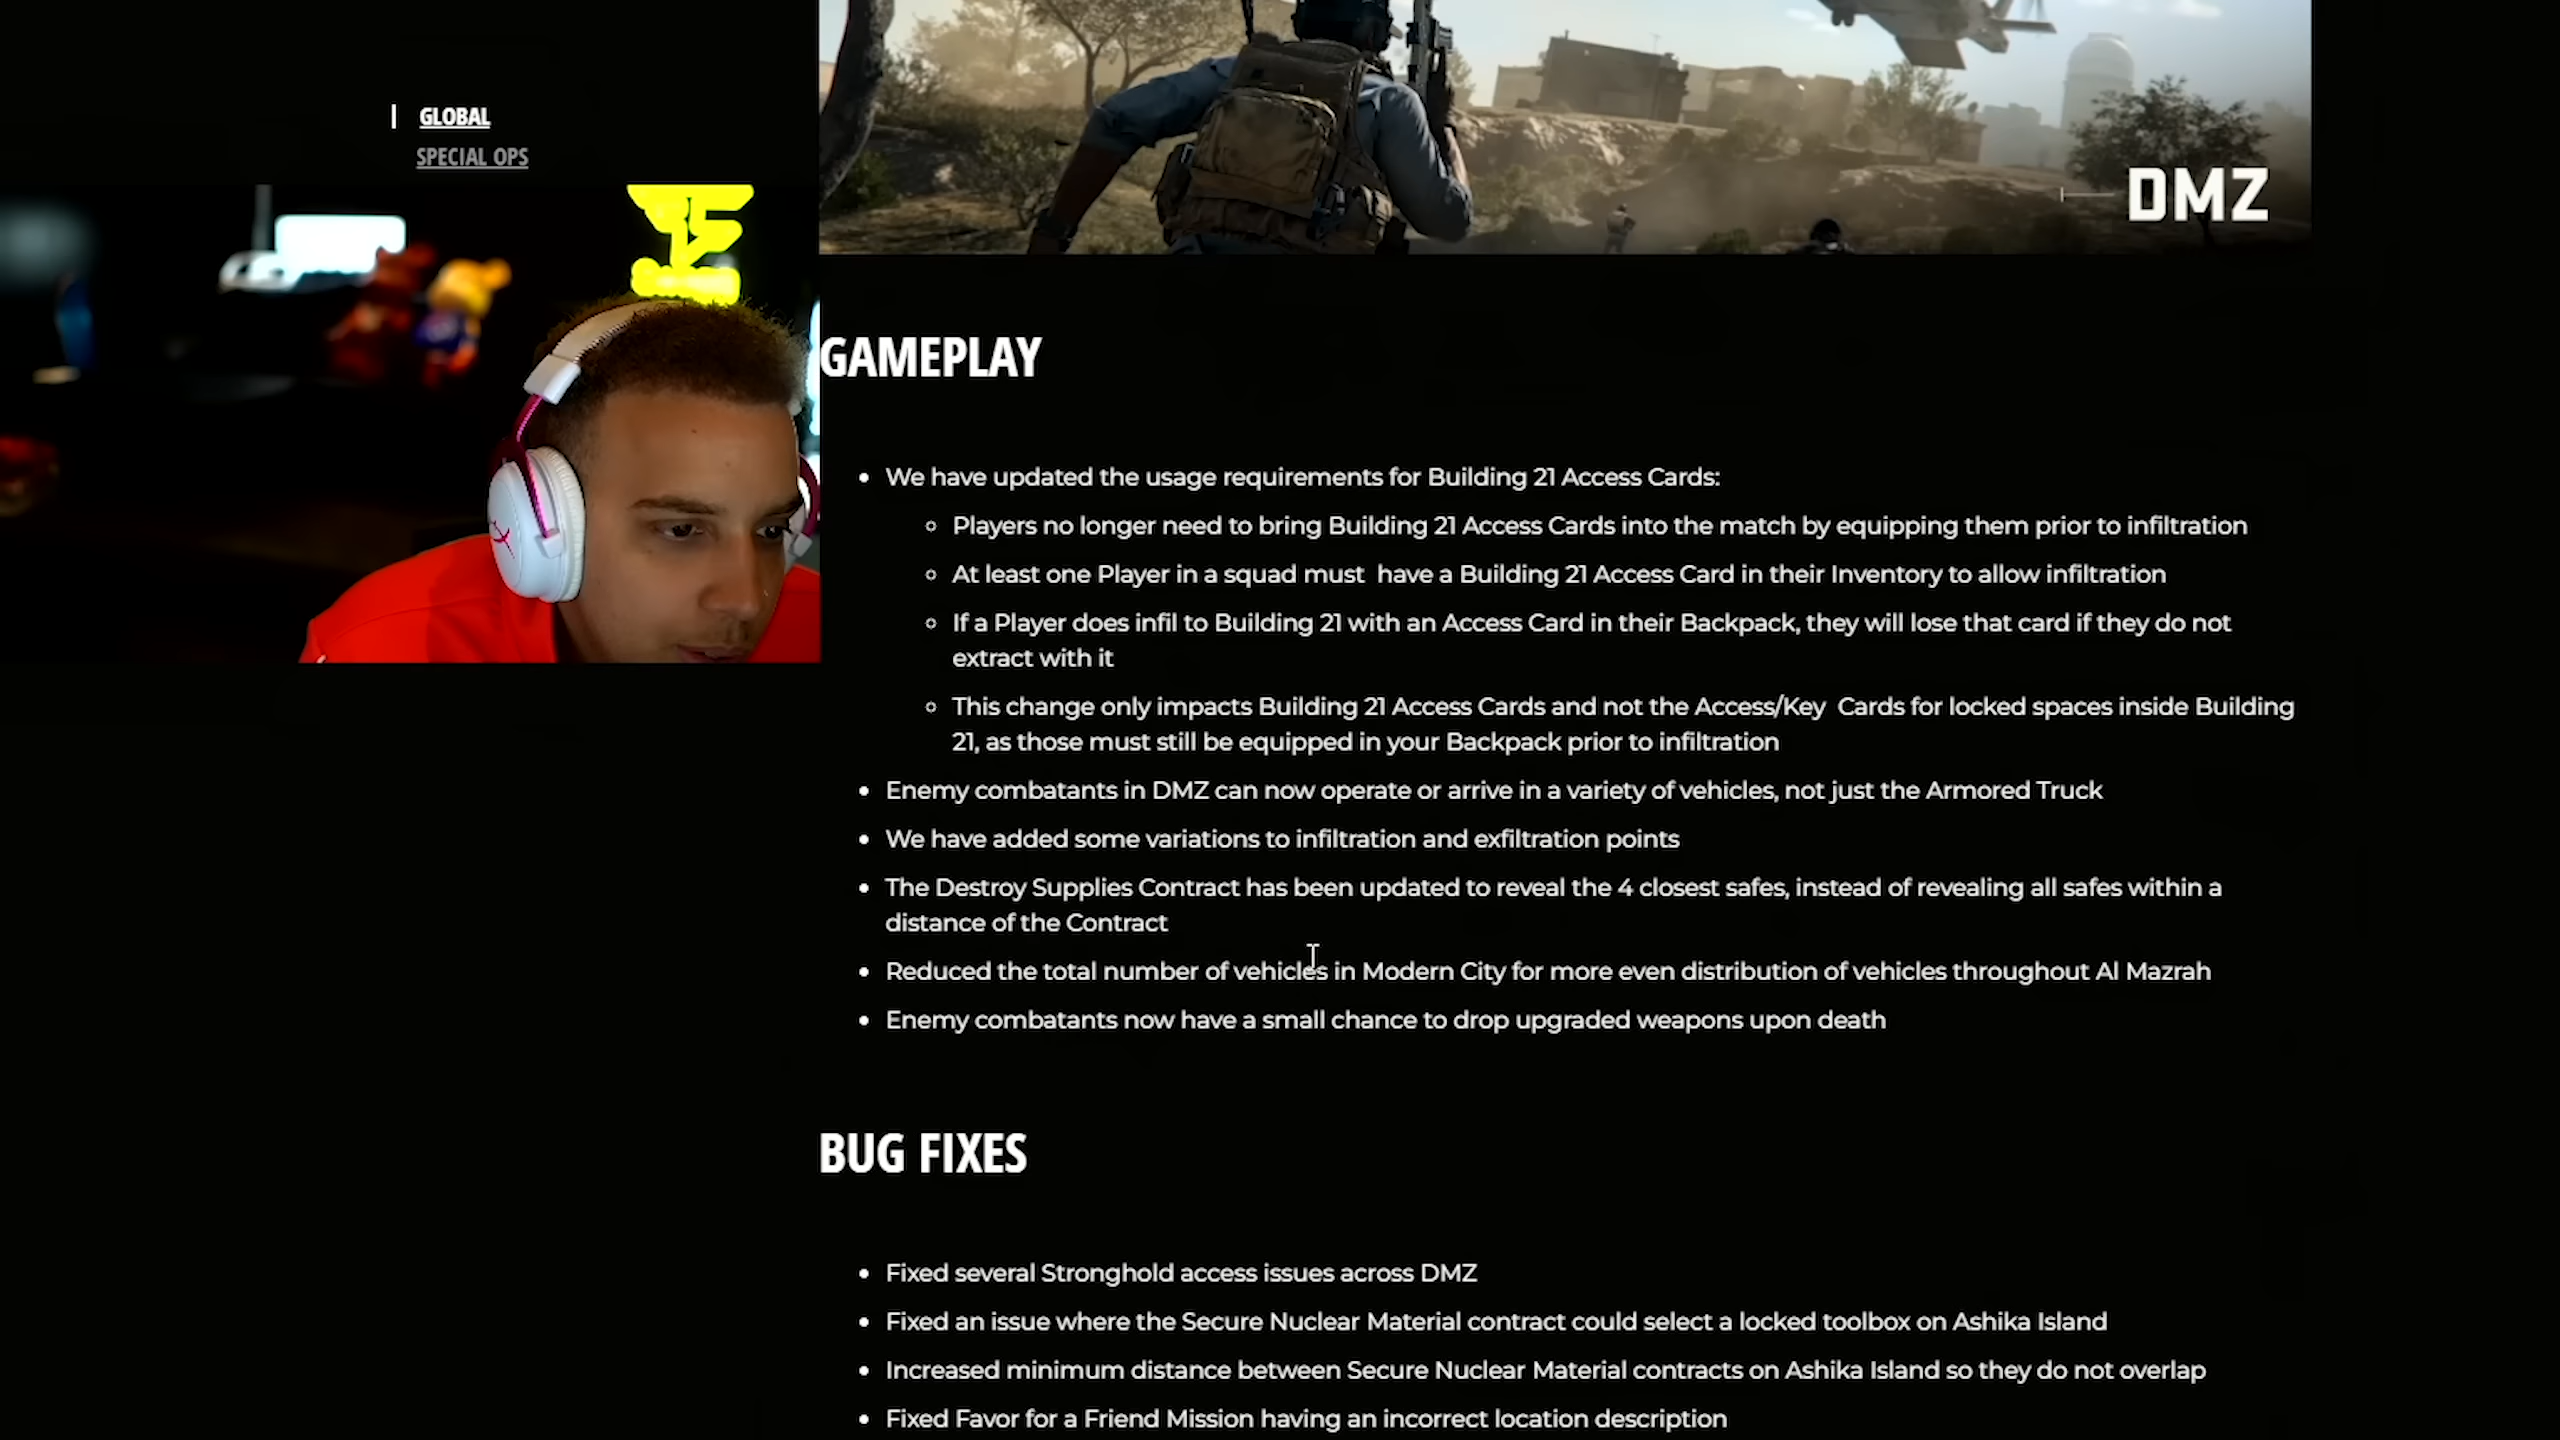 GLOBAL
SPECIAL OPS
DMZ
GAMEPLAY
• We have updated the usage requirements for Building 21 Access Cards:
◦ Players no longer need to bring Building 21 Access Cards into the match by equipping them prior to infiltration
◦ At least one Player in a squad must  have a Building 21 Access Card in their Inventory to allow infiltration
◦ If a Player does infil to Building 21 with an Access Card in their Backpack, they will lose that card if they do not
extract with it
◦ This change only impacts Building 21 Access Cards and not the Access/Key  Cards for locked spaces inside Building
21, as those must still be equipped in your Backpack prior to infiltration
• Enemy combatants in DMZ can now operate or arrive in a variety of vehicles, not just the Armored Truck
• We have added some variations to infiltration and exfiltration points
• The Destroy Supplies Contract has been updated to reveal the 4 closest safes, instead of revealing all safes within a
distance of the Contract
• Reduced the total number of vehicles in Modern City for more even distribution of vehicles throughout Al Mazrah
• Enemy combatants now have a small chance to drop upgraded weapons upon death
BUG FIXES
• Fixed several Stronghold access issues across DMZ
• Fixed an issue where the Secure Nuclear Material contract could select a locked toolbox on Ashika Island
• Increased minimum distance between Secure Nuclear Material contracts on Ashika Island so they do not overlap
• Fixed Favor for a Friend Mission having an incorrect location description